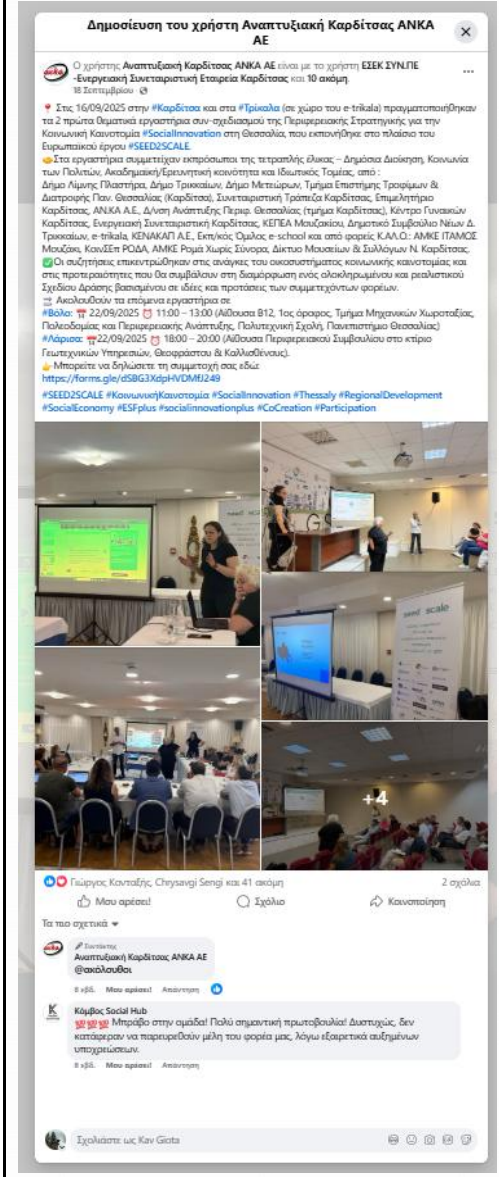 Δημοσίευση του χρήστη Αναπτυξιακή Καρδίτσας ΑΝΚΑ
ΑΕ
Ο χρήστης Αναπτυξιακή Καρδίτσας ΑΝΚΑ ΑΕ είναι με το χρήστη ΕΣΕΚ ΣΥΝ.ΠΕ
-Ενεργειακή Συνεταιριστική Εταιρεία Καρδίτσας και 10 ακόμη.
18 Σεπτεμβρίου
📍 Στις 16/09/2025 στην #Καρδίτσα και στα #Τρίκαλα (σε χώρο του e-trikala) πραγματοποιήθηκαν
τα 2 πρώτα θεματικά εργαστήρια συν-σχεδιασμού της Περιφερειακής Στρατηγικής για την
Κοινωνική Καινοτομία #SocialInnovation στη Θεσσαλία, που εκπονήθηκε στο πλαίσιο του
Ευρωπαϊκού έργου #SEED2SCALE.
Στα εργαστήρια συμμετείχαν εκπρόσωποι της τετραπλής έλικας – Δημόσια Διοίκηση, Κοινωνία
των Πολιτών, Ακαδημαϊκή/Ερευνητική κοινότητα και Ιδιωτικός Τομέας, από :
Δήμο Λίμνης Πλαστήρα, Δήμο Τρικκαίων, Δήμο Μετεώρων, Τμήμα Επιστήμης Τροφίμων &
Διατροφής Παν. Θεσσαλίας (Καρδίτσα), Συνεταιριστική Τράπεζα Καρδίτσας, Επιμελητήριο
Καρδίτσας, ΑΝ.ΚΑ Α.Ε., Δ/νση Ανάπτυξης Περιφ. Θεσσαλίας (τμήμα Καρδίτσας), Κέντρο Γυναικών
Καρδίτσας, Ενεργειακή Συνεταιριστική Καρδίτσας, ΚΕΠΕΑ Μουζακίου, Δημοτικό Συμβούλιο Νέων Δ.
Τρικκαίων, e-trikala, ΚΕΝΑΚΑΠ Α.Ε., Εκπ/κός Όμιλος e-school και από φορείς Κ.ΑΛ.Ο.: ΑΜΚΕ ΙΤΑΜΟΣ
Μουζάκι, ΚοινΣΕπ ΡΟΔΑ, ΑΜΚΕ Ρομά Χωρίς Σύνορα, Δίκτυο Μουσείων & Συλλόγων Ν. Καρδίτσας.
✅Οι συζητήσεις επικεντρώθηκαν στις ανάγκες του οικοσυστήματος κοινωνικής καινοτομίας και
στις προτεραιότητες που θα συμβάλουν στη διαμόρφωση ενός ολοκληρωμένου και ρεαλιστικού
Σχεδίου Δράσης βασισμένου σε ιδέες και προτάσεις των συμμετεχόντων φορέων.
Ακολουθούν τα επόμενα εργαστήρια σε
#Βόλο: 📅 22/09/2025 ⏰ 11:00 – 13:00 (Αίθουσα Β12, 1ος όροφος, Τμήμα Μηχανικών Χωροταξίας,
Πολεοδομίας και Περιφερειακής Ανάπτυξης, Πολυτεχνική Σχολή, Πανεπιστήμιο Θεσσαλίας)
#Λάρισα: 📅22/09/2025 ⏰ 18:00 – 20:00 (Αίθουσα Περιφερειακού Συμβουλίου στο κτίριο
Γεωτεχνικών Υπηρεσιών, Θεοφράστου & Καλλισθένους).
👉Μπορείτε να δηλώσετε τη συμμετοχή σας εδώ:
https://forms.gle/dSBG3XdpHVDMfJ249
#SEED2SCALE #ΚοινωνικήΚαινοτομία #SocialInnovation #Thessaly #RegionalDevelopment
#SocialEconomy #ESFplus #socialinnovationplus #CoCreation #Participation
seed scale
+4
Γιώργος Κονταξής, Chrysavgi Sengi και 41 ακόμη
2 σχόλια
Μου αρέσει! Σχόλιο Κοινοποίηση
Τα πιο σχετικά
Συντάκτης
Αναπτυξιακή Καρδίτσας ΑΝΚΑ ΑΕ
@ακόλουθοι
8 εβδ. Μου αρέσει! Απάντηση
Κόμβος Social Hub
💯💯💯 Μπράβο στην ομάδα! Πολύ σημαντική πρωτοβουλία! Δυστυχώς, δεν
κατάφεραν να παρευρεθούν μέλη του φορέα μας, λόγω εξαιρετικά αυξημένων
υποχρεώσεων.
8 εβδ. Μου αρέσει! Απάντηση
Σχολιάστε ως Kav Giota